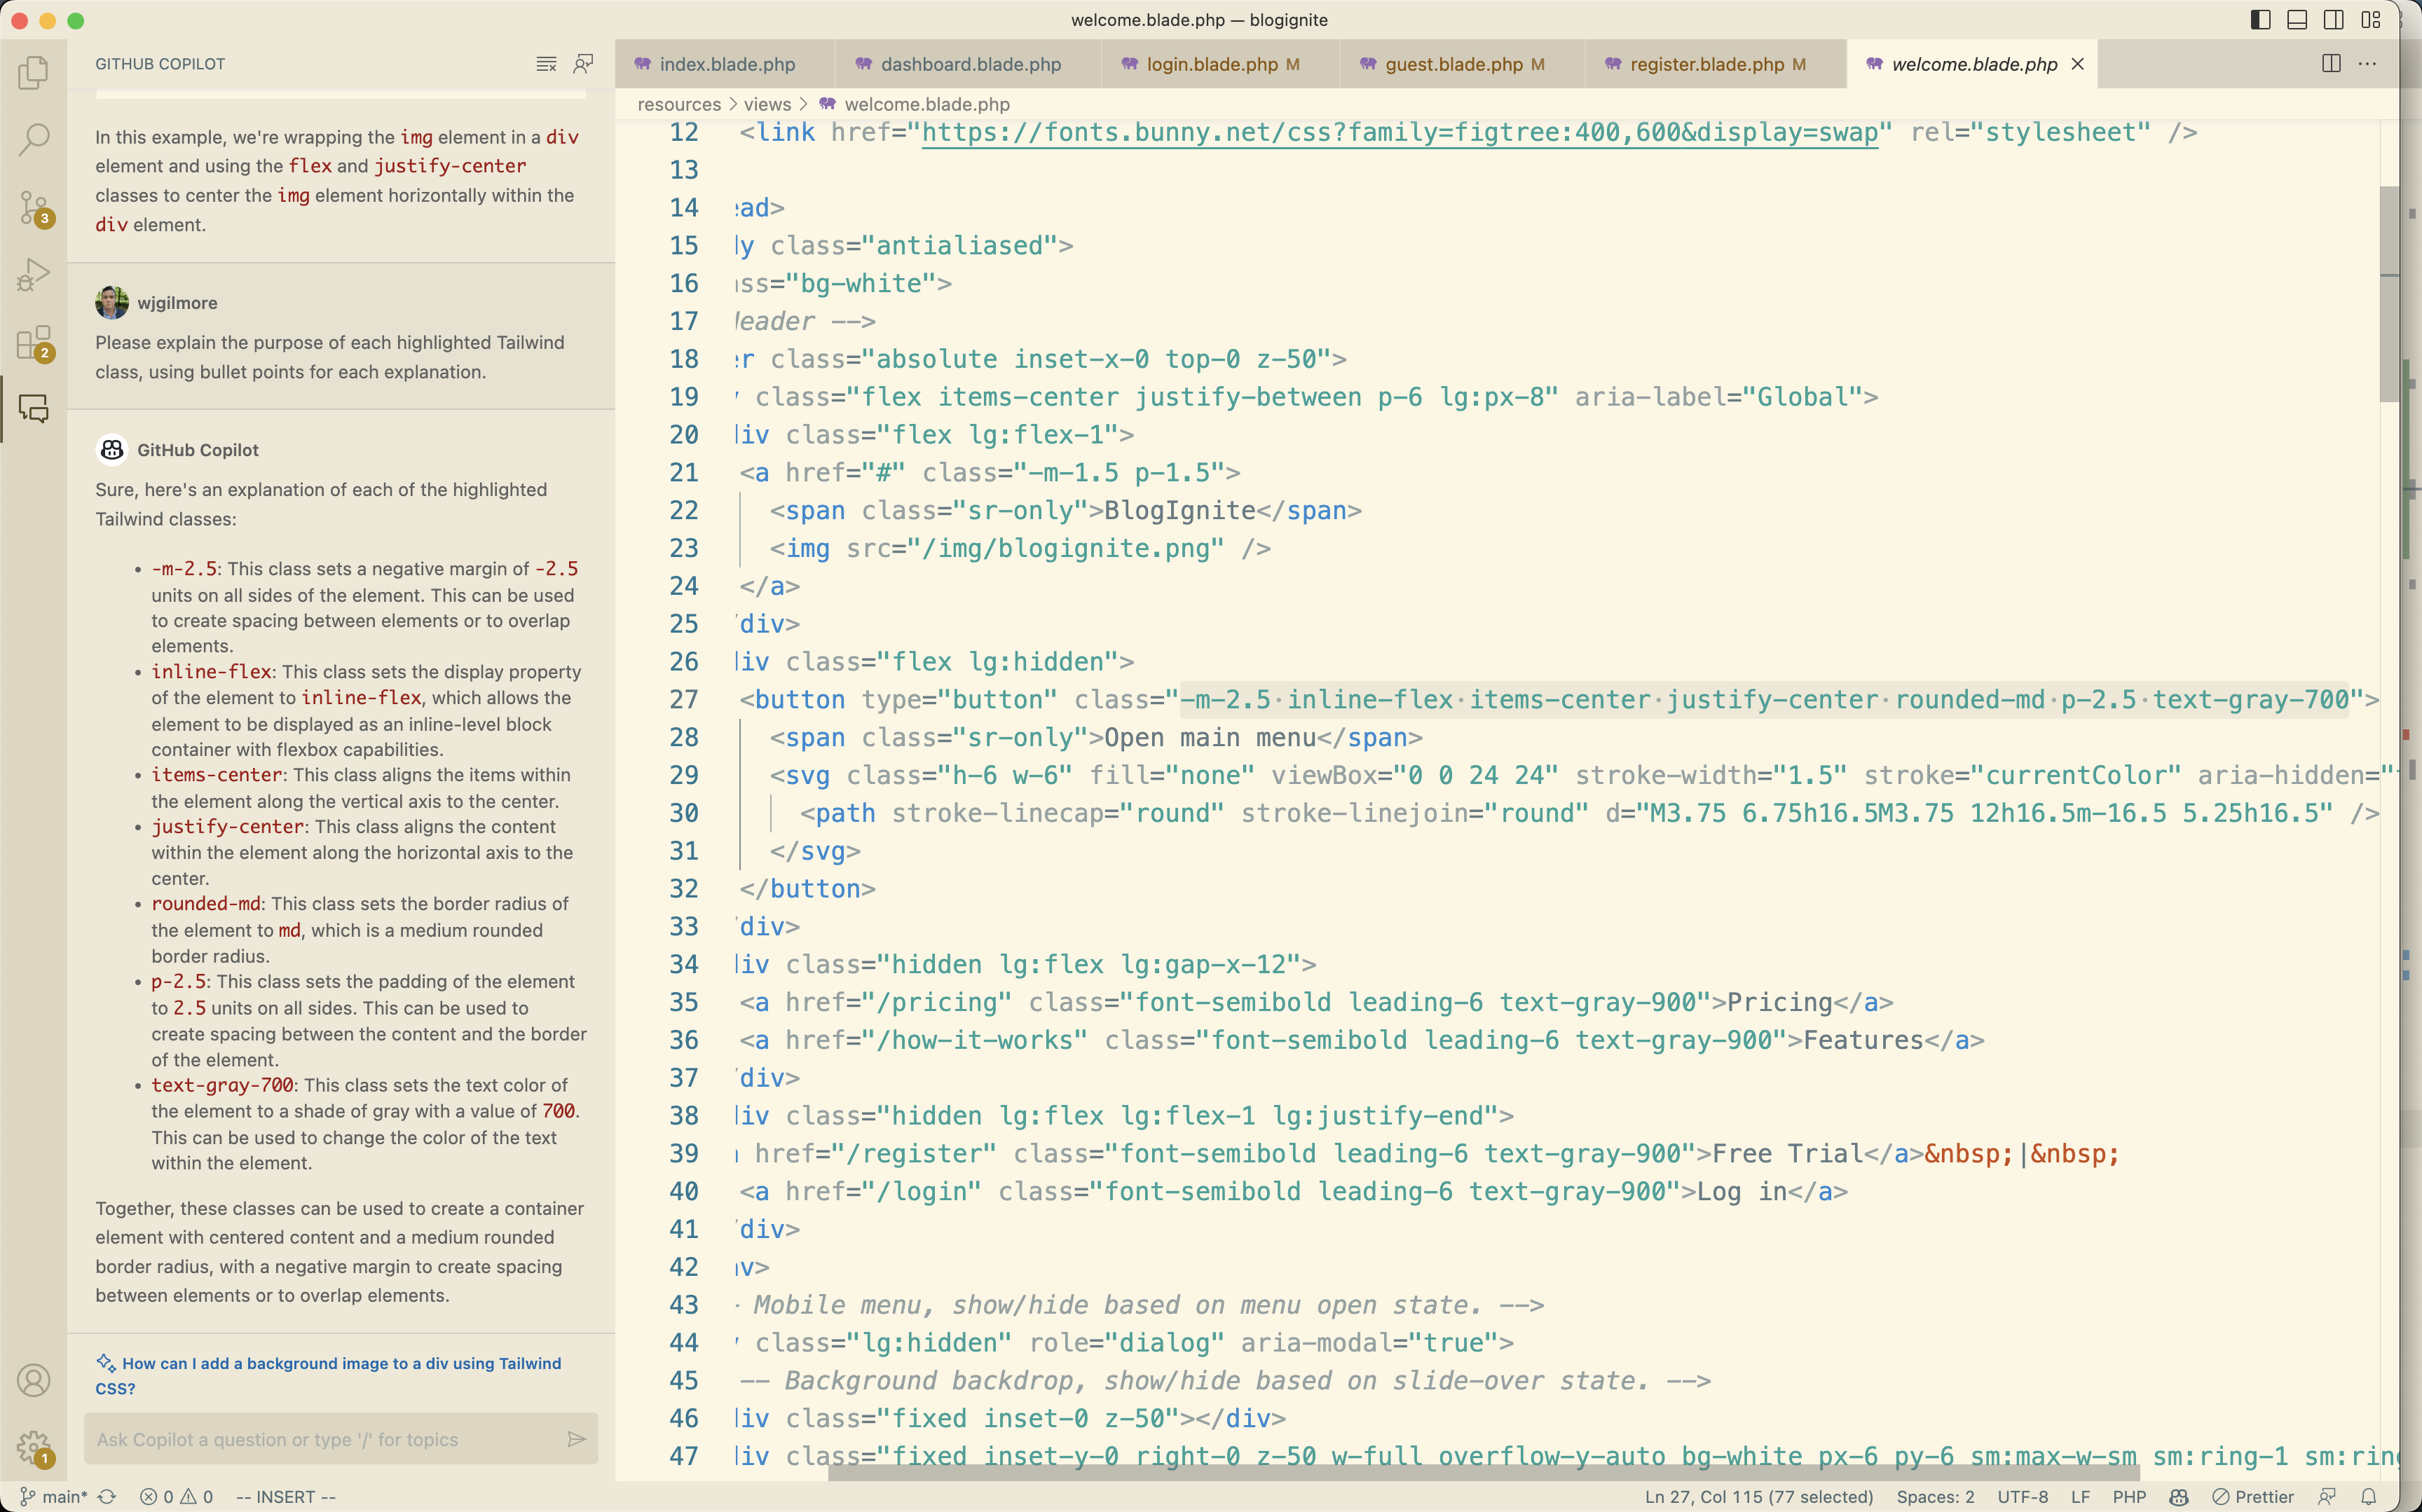 welcome.blade.php — blogignite
GITHUB COPILOT
In this example, we're wrapping the img element in a div
element and using the flex and justify-center
classes to center the img element horizontally within the
div element.
wjgilmore
Please explain the purpose of each highlighted Tailwind
class, using bullet points for each explanation.
GitHub Copilot
Sure, here's an explanation of each of the highlighted
Tailwind classes:
• -m-2.5: This class sets a negative margin of -2.5
units on all sides of the element. This can be used
to create spacing between elements or to overlap
elements.
• inline-flex: This class sets the display property
of the element to inline-flex, which allows the
element to be displayed as an inline-level block
container with flexbox capabilities.
• items-center: This class aligns the items within
the element along the vertical axis to the center.
• justify-center: This class aligns the content
within the element along the horizontal axis to the
center.
• rounded-md: This class sets the border radius of
the element to md, which is a medium rounded
border radius.
• p-2.5: This class sets the padding of the element
to 2.5 units on all sides. This can be used to
create spacing between the content and the border
of the element.
• text-gray-700: This class sets the text color of
the element to a shade of gray with a value of 700.
This can be used to change the color of the text
within the element.
Together, these classes can be used to create a container
element with centered content and a medium rounded
border radius, with a negative margin to create spacing
between elements or to overlap elements.
How can I add a background image to a div using Tailwind
CSS?
Ask Copilot a question or type '/' for topics
3
2
1
index.blade.php dashboard.blade.php login.blade.php M guest.blade.php M register.blade.php M welcome.blade.php
resources > views > welcome.blade.php
12 <link href="https://fonts.bunny.net/css?family=figtree:400,600&display=swap" rel="stylesheet" />
13
14 ead>
15 y class="antialiased">
16 ss="bg-white">
17 eader -->
18 r class="absolute inset-x-0 top-0 z-50">
19 class="flex items-center justify-between p-6 lg:px-8" aria-label="Global">
20 iv class="flex lg:flex-1">
21 <a href="#" class="-m-1.5 p-1.5">
22 <span class="sr-only">BlogIgnite</span>
23 <img src="/img/blogignite.png" />
24 </a>
25 div>
26 iv class="flex lg:hidden">
27 <button type="button" class="-m-2.5·inline-flex·items-center·justify-center·rounded-md·p-2.5·text-gray-700">
28 <span class="sr-only">Open main menu</span>
29 <svg class="h-6 w-6" fill="none" viewBox="0 0 24 24" stroke-width="1.5" stroke="currentColor" aria-hidden="
30 <path stroke-linecap="round" stroke-linejoin="round" d="M3.75 6.75h16.5M3.75 12h16.5m-16.5 5.25h16.5" />
31 </svg>
32 </button>
33 div>
34 iv class="hidden lg:flex lg:gap-x-12">
35 <a href="/pricing" class="font-semibold leading-6 text-gray-900">Pricing</a>
36 <a href="/how-it-works" class="font-semibold leading-6 text-gray-900">Features</a>
37 div>
38 iv class="hidden lg:flex lg:flex-1 lg:justify-end">
39 href="/register" class="font-semibold leading-6 text-gray-900">Free Trial</a>&nbsp;|&nbsp;
40 <a href="/login" class="font-semibold leading-6 text-gray-900">Log in</a>
41 div>
42 v>
43 - Mobile menu, show/hide based on menu open state. -->
44 class="lg:hidden" role="dialog" aria-modal="true">
45 -- Background backdrop, show/hide based on slide-over state. -->
46 iv class="fixed inset-0 z-50"></div>
47 iv class="fixed inset-y-0 right-0 z-50 w-full overflow-y-auto bg-white px-6 py-6 sm:max-w-sm sm:ring-1 sm:rin
main* 0 0 -- INSERT -- Ln 27, Col 115 (77 selected) Spaces: 2 UTF-8 LF PHP Prettier